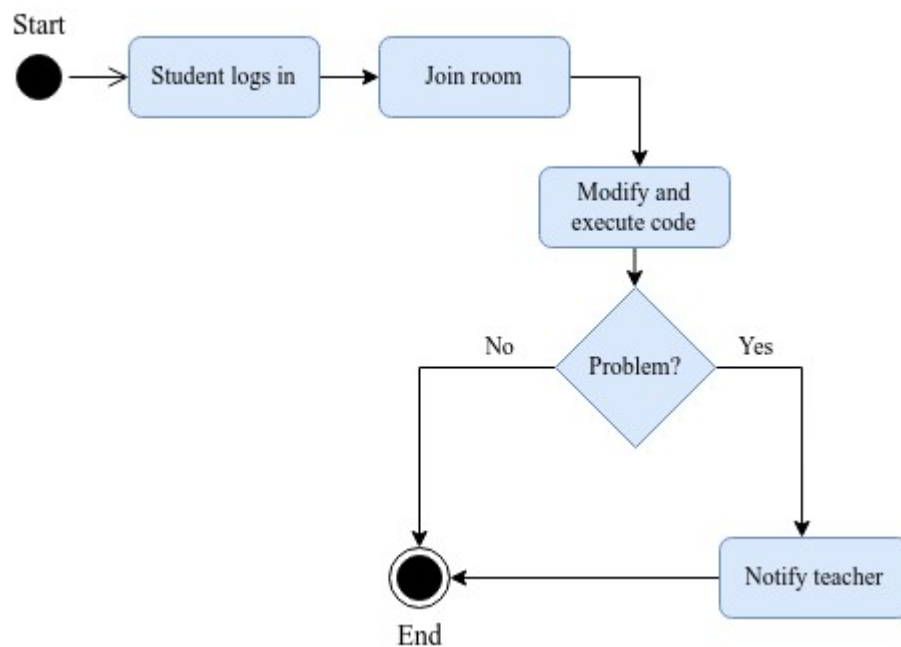 Start
Student logs in
Join room
Modify and
execute code
Problem?
No
Yes
Notify teacher
End